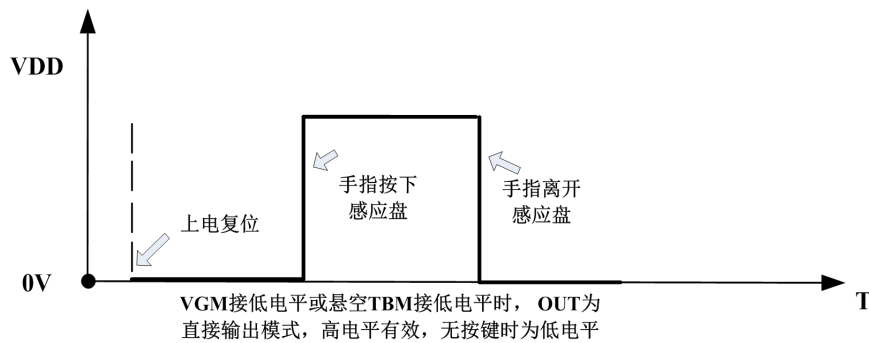 VDD
手指按下
感应盘
手指离开
感应盘
上电复位
0V
T
VGM接低电平或悬空TBM接低电平时，OUT为
直接输出模式，高电平有效，无按键时为低电平